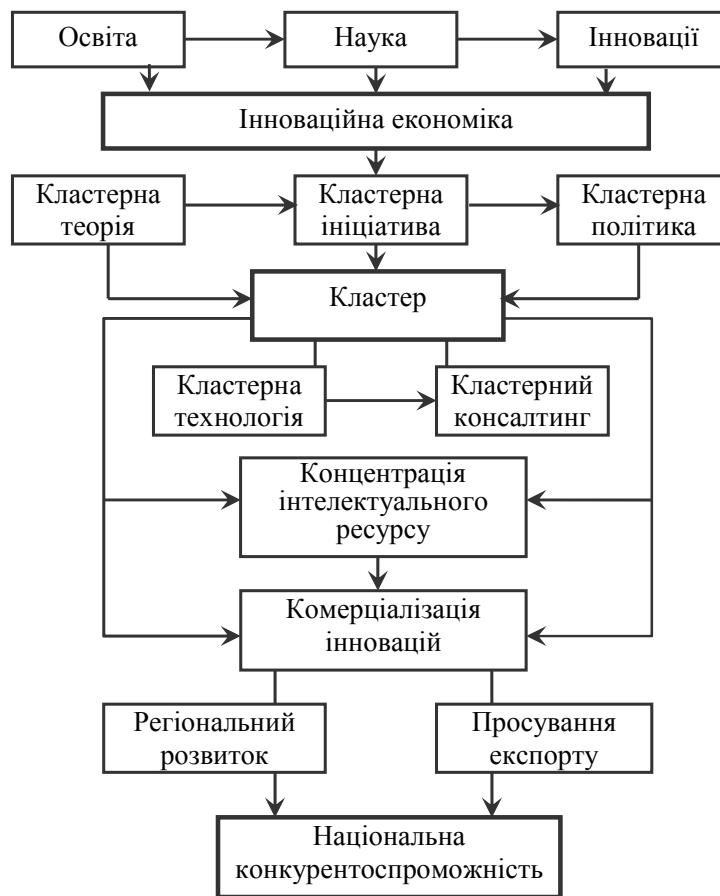 Освіта
Наука
Інновації
Інноваційна економіка
Кластерна
теорія
Кластерна
ініціатива
Кластерна
політика
Кластер
Кластерна
технологія
Кластерний
консалтинг
Концентрація
інтелектуального
ресурсу
Комерціалізація
інновацій
Регіональний
розвиток
Просування
експорту
Національна
конкурентоспроможність